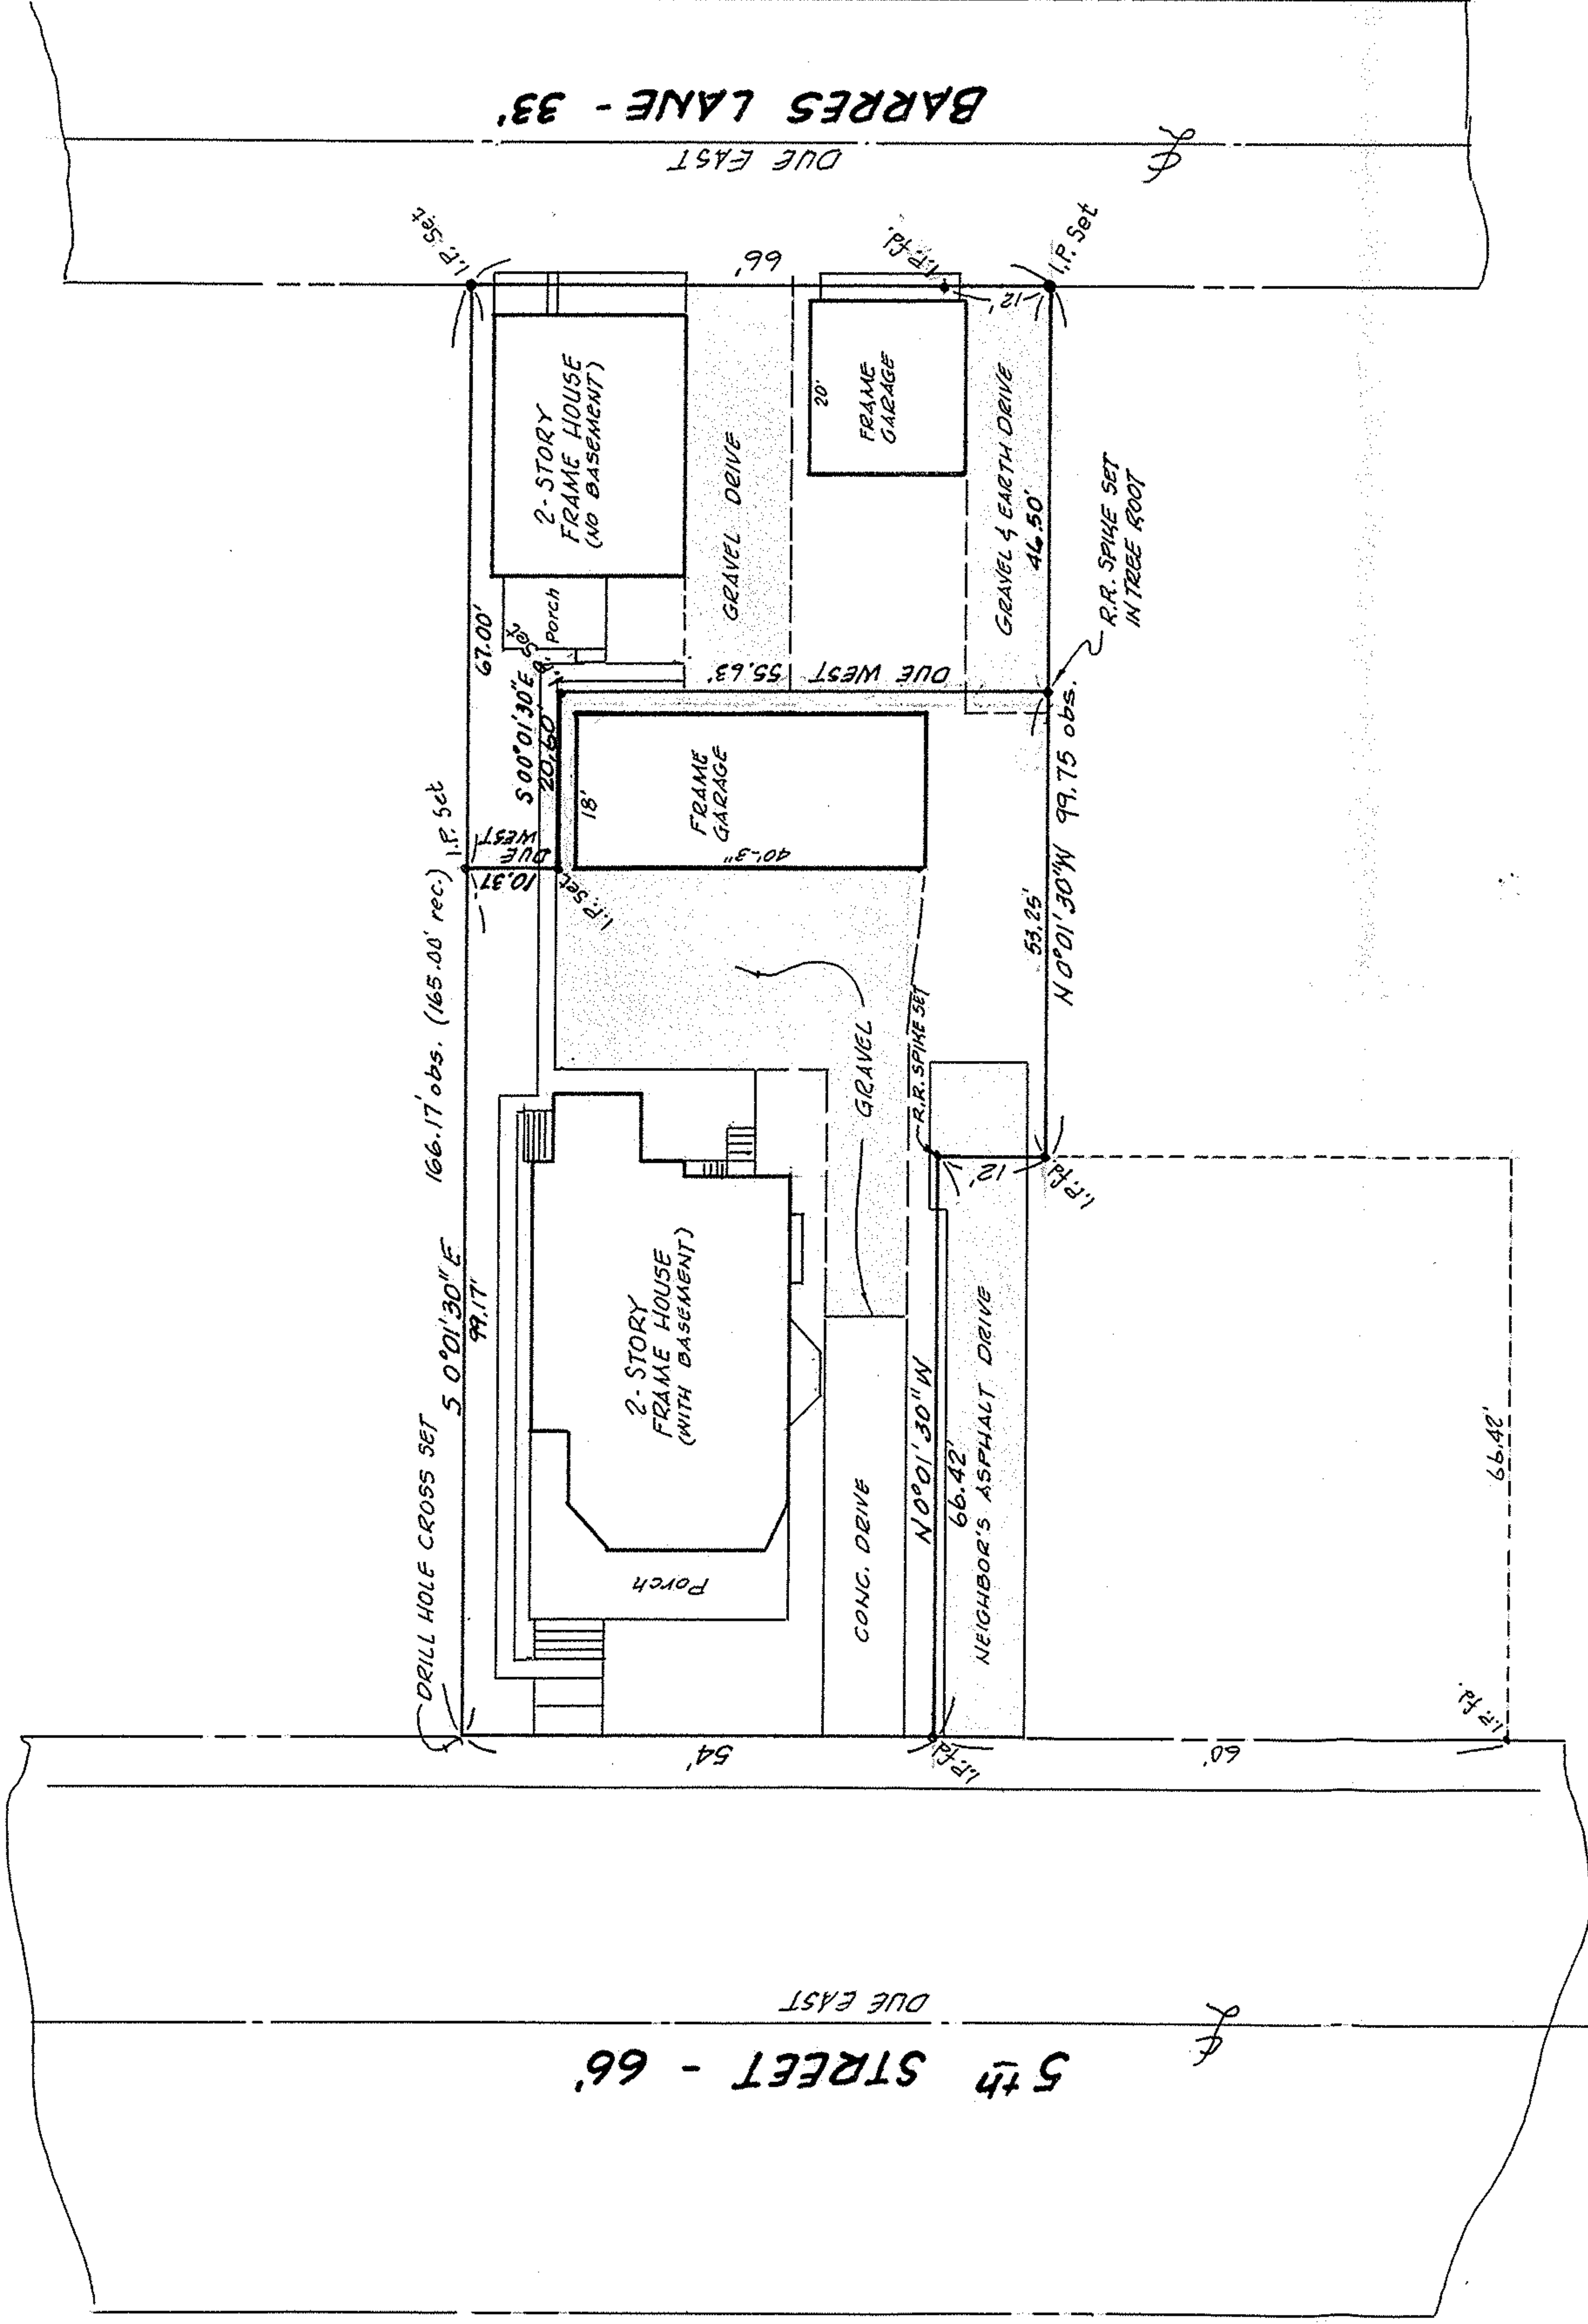 BARRES LANE - 33'
DUE EAST
I.P. Set
66'
I.P. fd.
12'
I.P. Set
2-STORY
FRAME HOUSE
(NO BASEMENT)
GRAVEL DRIVE
20'
FRAME
GARAGE
GRAVEL & EARTH DRIVE
46.50'
R.R. SPIKE SET
IN TREE ROOT
67.00'
Porch
I.P. Set
S 00°01'30"E
20.60'
DUE WEST 55.63'
18'
FRAME
GARAGE
40'-3"
I.P. Set
DUE
WEST
10.37
I.P. Set
166.17' obs. (165.00' rec.)
S 0°01'30"E
99.17'
53.25'
N 0°01'30"W 99.75 obs.
GRAVEL
R.R. SPIKE SET
12'
I.P. fd.
2-STORY
FRAME HOUSE
(WITH BASEMENT)
Porch
CONC. DRIVE
N 0°01'30"W
66.42'
NEIGHBOR'S ASPHALT DRIVE
66.42'
DRILL HOLE CROSS SET
54'
I.P. fd.
60'
I.P. fd.
DUE EAST
5th STREET - 66'